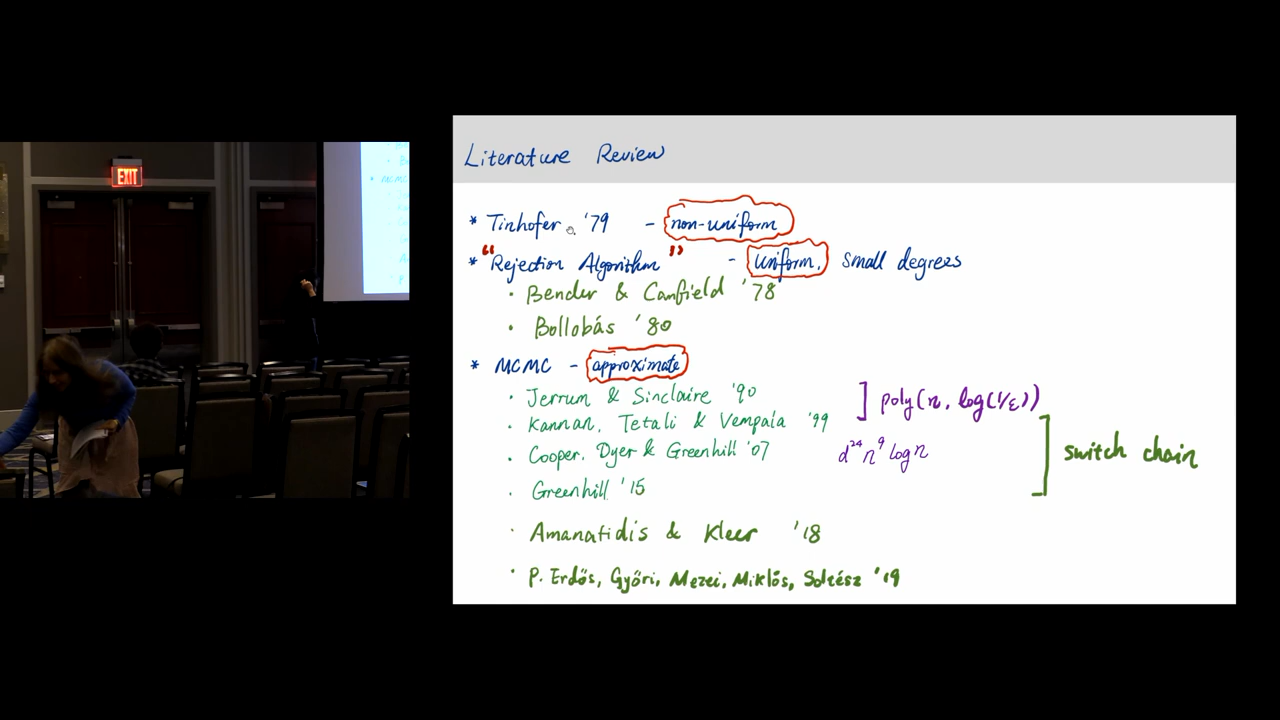 EXIT
Literature Review
* Tinhofer '79 - non-uniform
* "Rejection Algorithm" - uniform, small degrees
· Bender & Canfield '78
· Bollobás '80
* MCMC - approximate
· Jerrum & Sinclaire '90
] poly(n, log(1/ε))
· Kannan, Tetali & Vempala '99
· Cooper, Dyer & Greenhill '07 d²⁴ n⁹ log n
] switch chain
· Greenhill '15
· Amanatidis & Kleer '18
· P. Erdős, Győri, Mezei, Miklós, Soltész '19